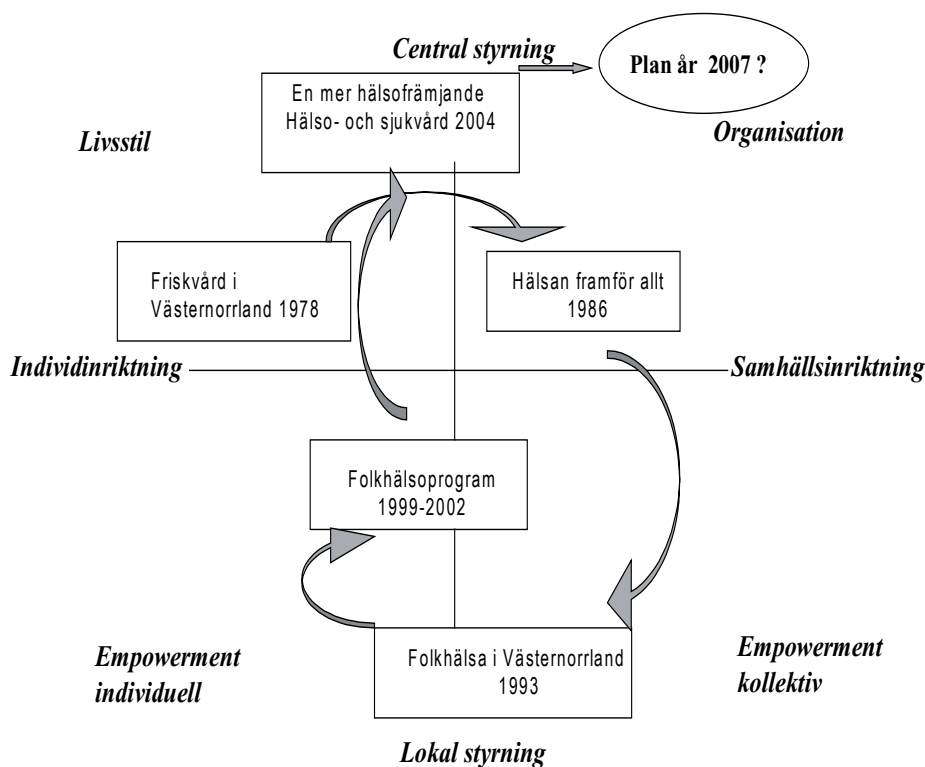 Central styrning
Plan år 2007 ?
En mer hälsofrämjande
Hälso- och sjukvård 2004
Livsstil
Organisation
Friskvård i
Västernorrland 1978
Hälsan framför allt
1986
Individinriktning
Samhällsinriktning
Folkhälsoprogram
1999-2002
Empowerment
individuell
Folkhälsa i Västernorrland
1993
Empowerment
kollektiv
Lokal styrning